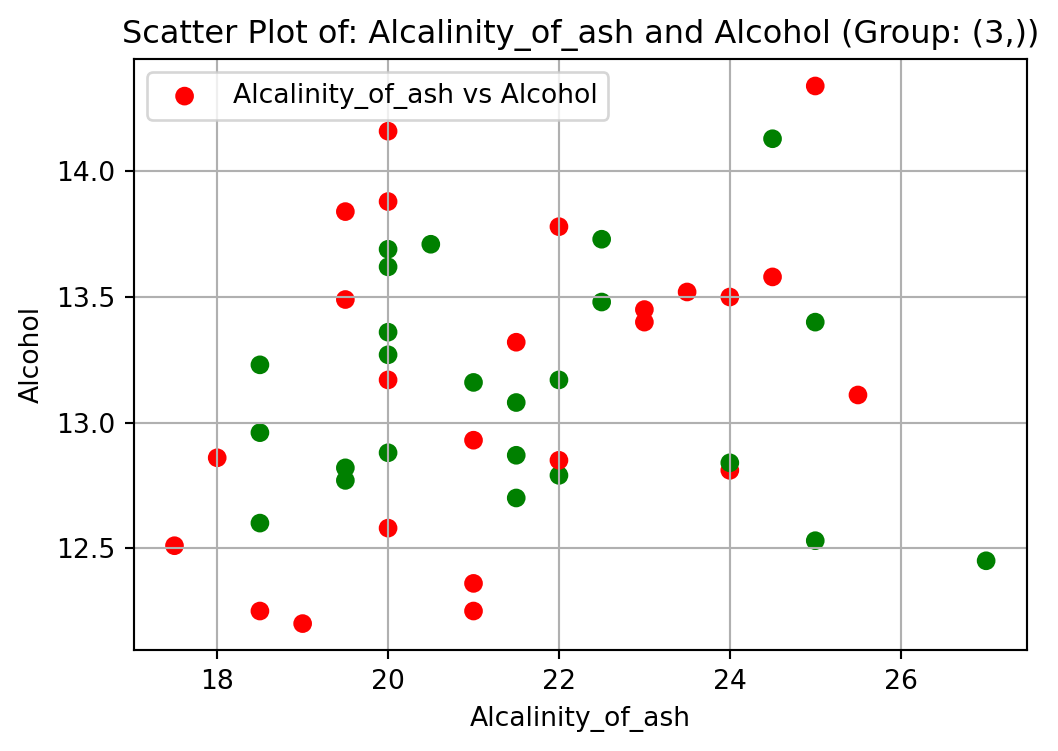 Scatter Plot of: Alcalinity_of_ash and Alcohol (Group: (3,))
Alcalinity_of_ash vs Alcohol
14.0
13.5
13.0
12.5
Alcohol
18 20 22 24 26
Alcalinity_of_ash